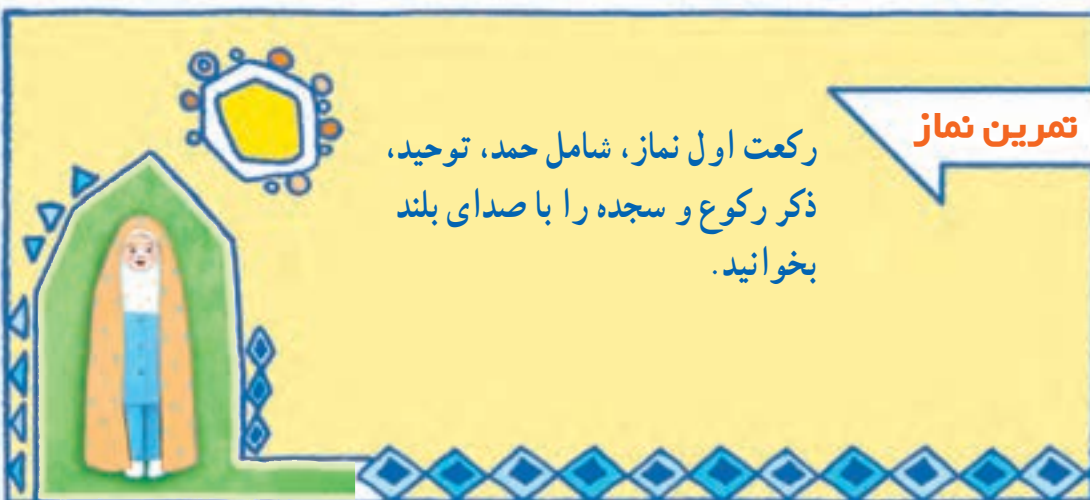 تمرین نماز
رکعت اول نماز، شامل حمد، توحید،
ذکر رکوع و سجده را با صدای بلند
بخوانید.